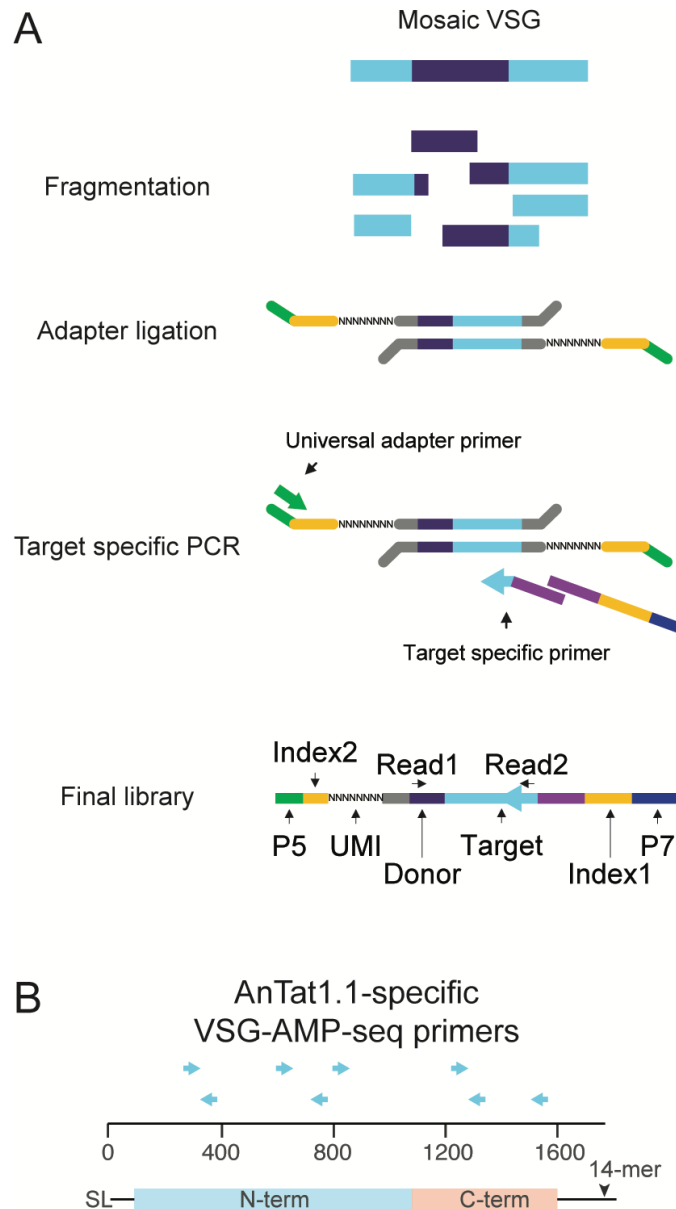 A
Mosaic VSG
Fragmentation
Adapter ligation
NNNNNNNN
NNNNNNNN
Universal adapter primer
Target specific PCR
NNNNNNNN
NNNNNNNN
Target specific primer
Final library
Index2
Read1
Read2
NNNNNNNN
P5
UMI
Donor
Target
Index1
P7
B
AnTat1.1-specific
VSG-AMP-seq primers
0 400 800 1200 1600
14-mer
SL N-term C-term